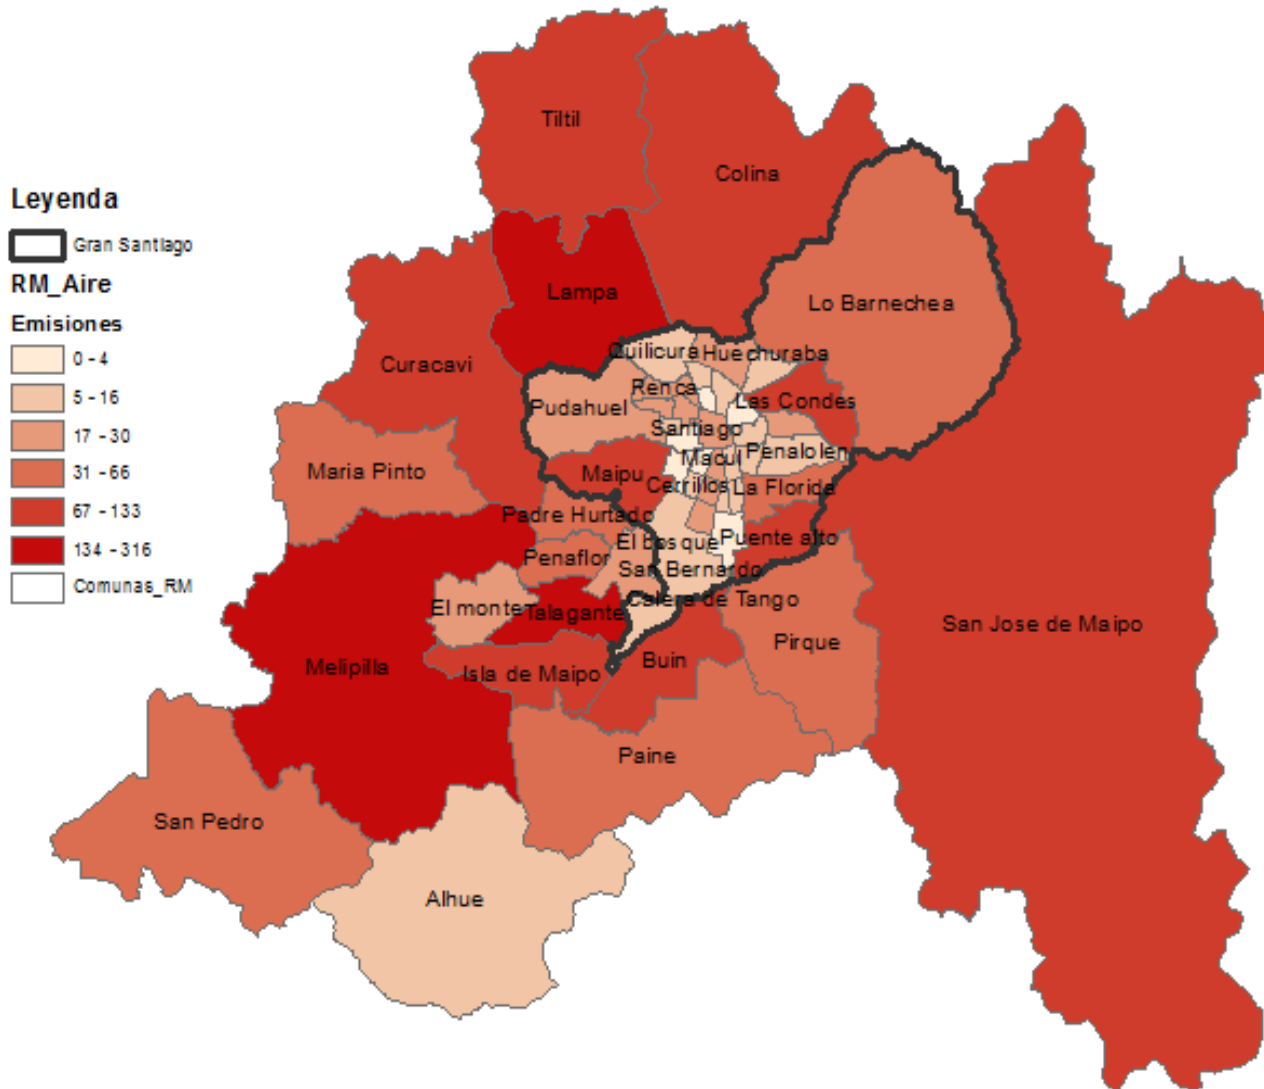 Leyenda
Gran Santiago
RM_Aire
Emisiones
0 - 4
5 - 16
17 - 30
31 - 66
67 - 133
134 - 316
Comunas_RM
Tiltil
Colina
Lampa
Lo Barnechea
Curacavi
Quilicura
Huechuraba
Renca
Las Condes
Pudahuel
Santiago
Penalolen
Macul
Maria Pinto
Maipu
Cerrillos
La Florida
Padre Hurtado
El bosque
Puente alto
Penaflor
San Bernardo
El monte
Talagante
Calera de Tango
San Jose de Maipo
Pirque
Melipilla
Isla de Maipo
Buin
Paine
San Pedro
Alhue